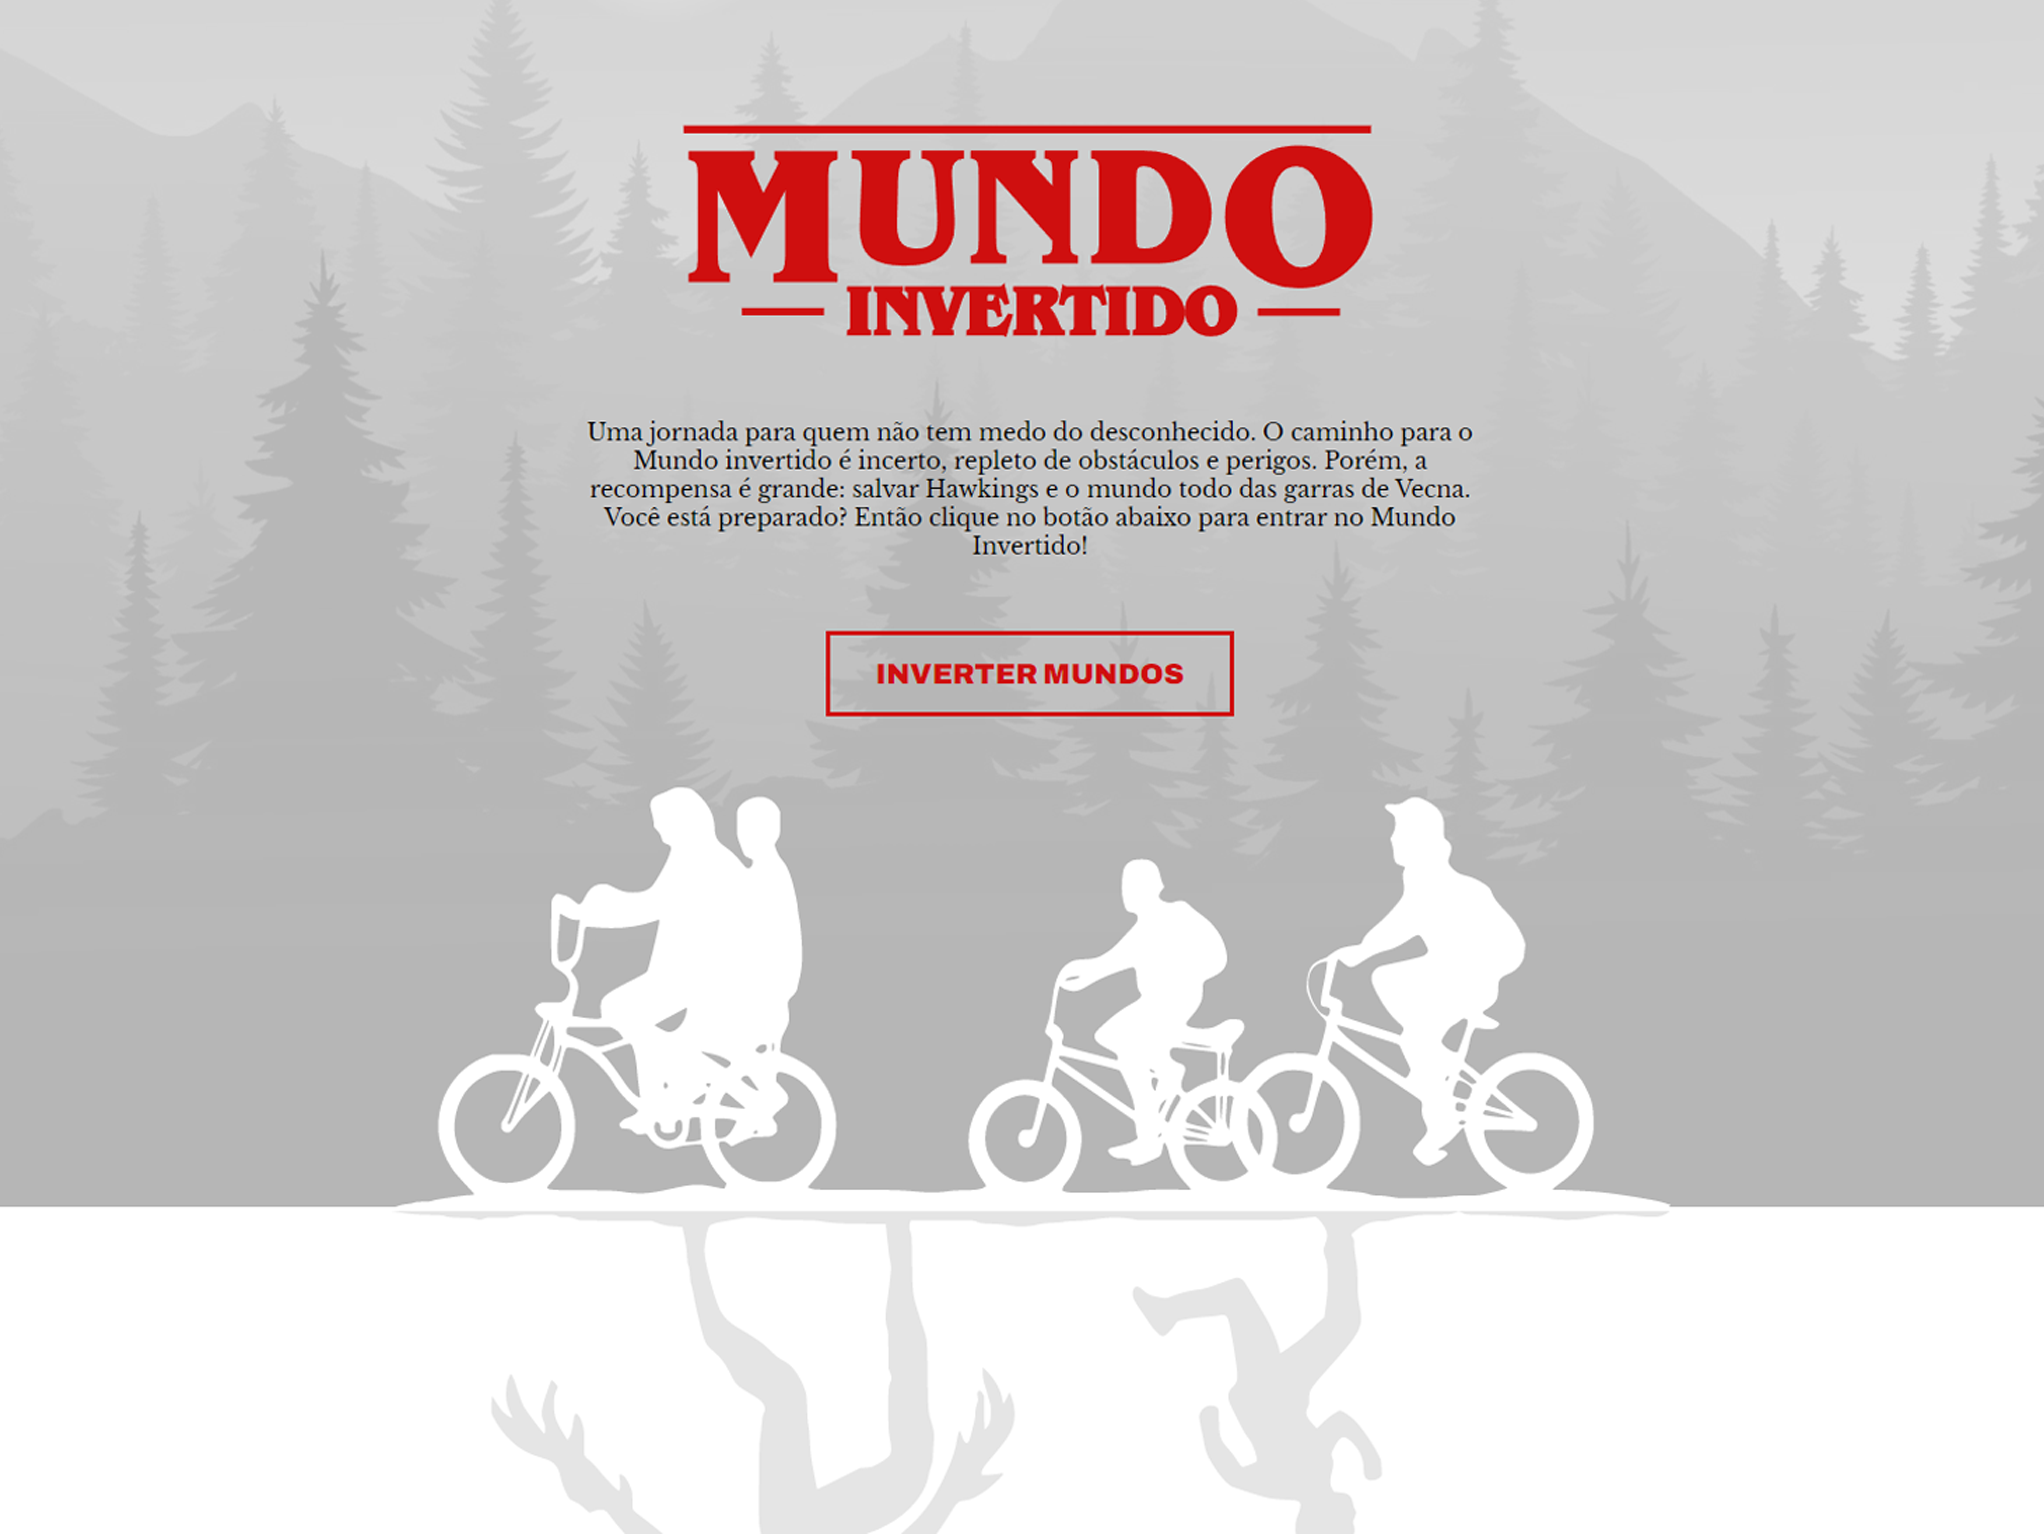 MUNDO
INVERTIDO
Uma jornada para quem não tem medo do desconhecido. O caminho para o
Mundo invertido é incerto, repleto de obstáculos e perigos. Porém, a
recompensa é grande: salvar Hawkings e o mundo todo das garras de Vecna.
Você está preparado? Então clique no botão abaixo para entrar no Mundo
Invertido!
INVERTER MUNDOS